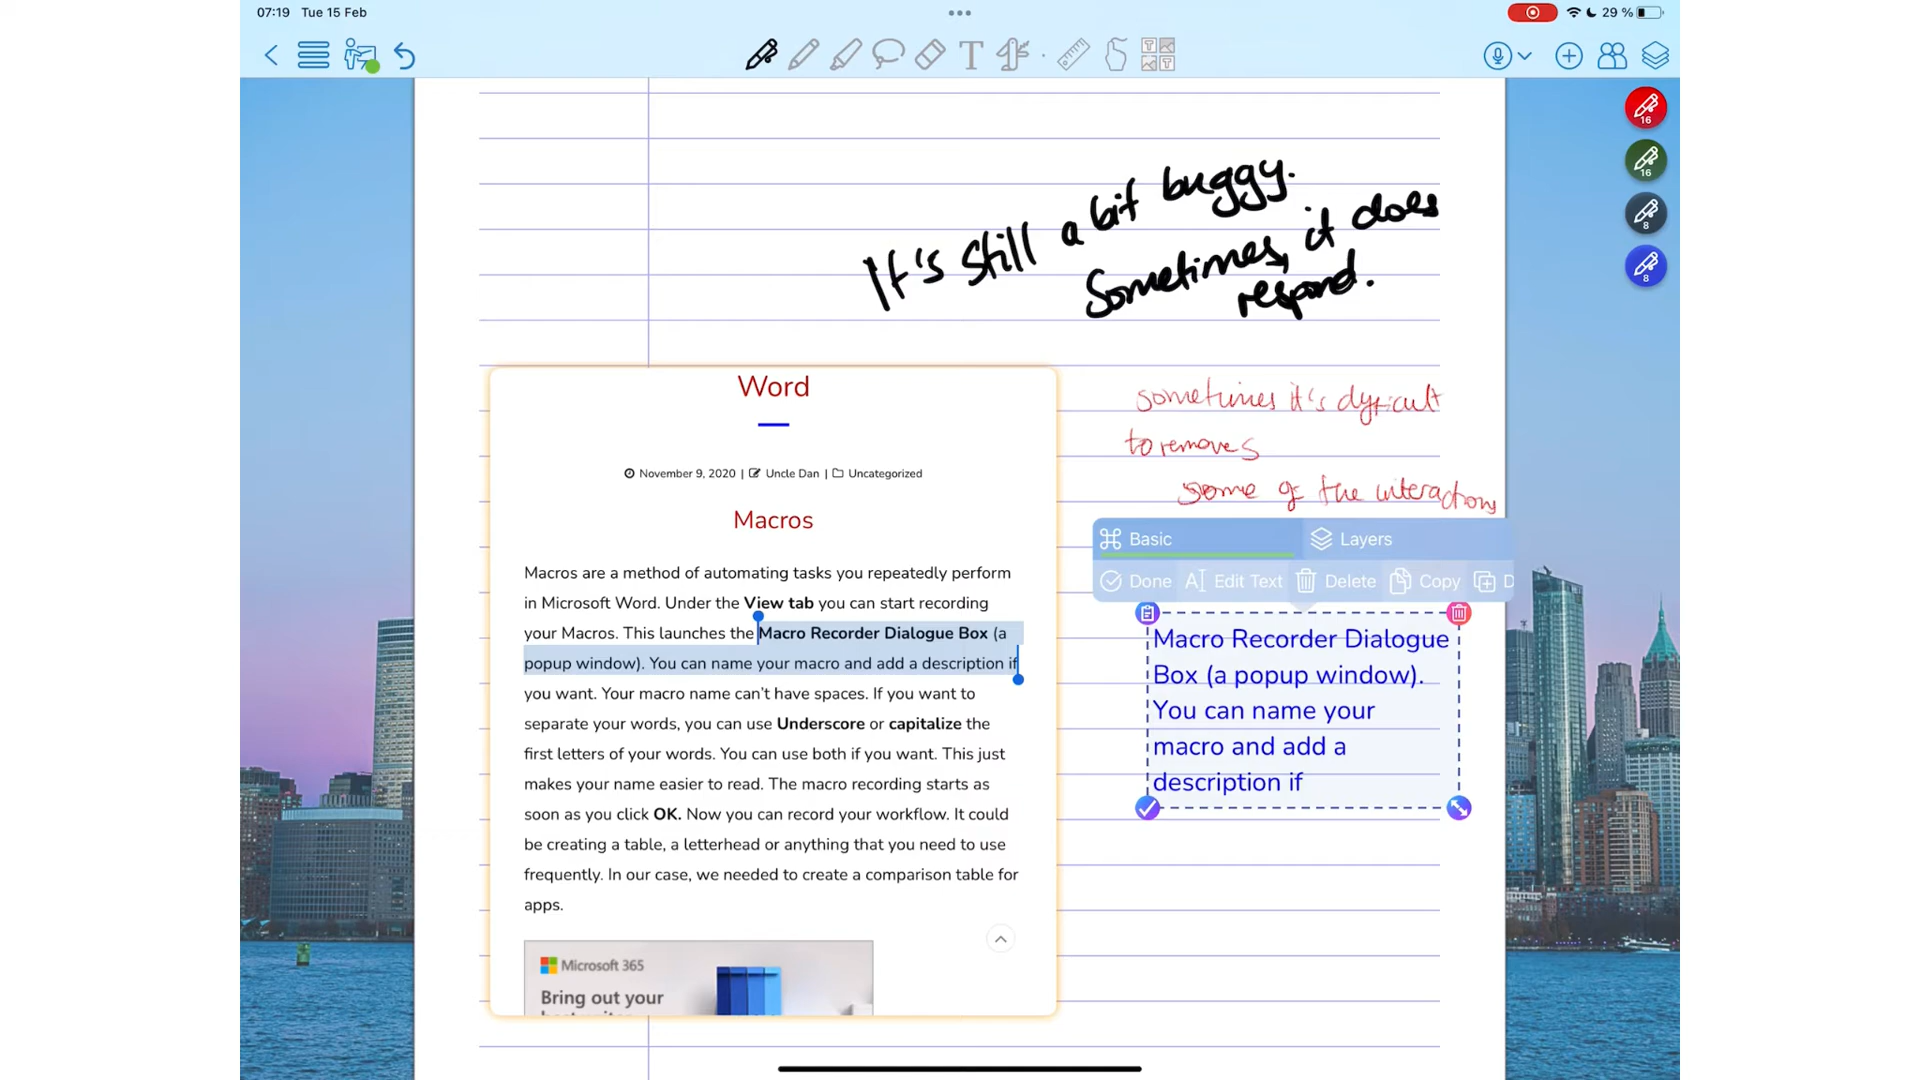 07:19 Tue 15 Feb
29 %
It's still a bit buggy.
Sometimes, it does
respond.
16
16
8
8
Word
November 9, 2020 | Uncle Dan | Uncategorized
Macros
Macros are a method of automating tasks you repeatedly perform
in Microsoft Word. Under the View tab you can start recording
your Macros. This launches the Macro Recorder Dialogue Box (a
popup window). You can name your macro and add a description if
you want. Your macro name can't have spaces. If you want to
separate your words, you can use Underscore or capitalize the
first letters of your words. You can use both if you want. This just
makes your name easier to read. The macro recording starts as
soon as you click OK. Now you can record your workflow. It could
be creating a table, a letterhead or anything that you need to use
frequently. In our case, we needed to create a comparison table for
apps.
Microsoft 365
Bring out your
sometimes it's dyficult
to removes
some of the interactions
Basic Layers
Done Edit Text Delete Copy D
Macro Recorder Dialogue
Box (a popup window).
You can name your
macro and add a
description if